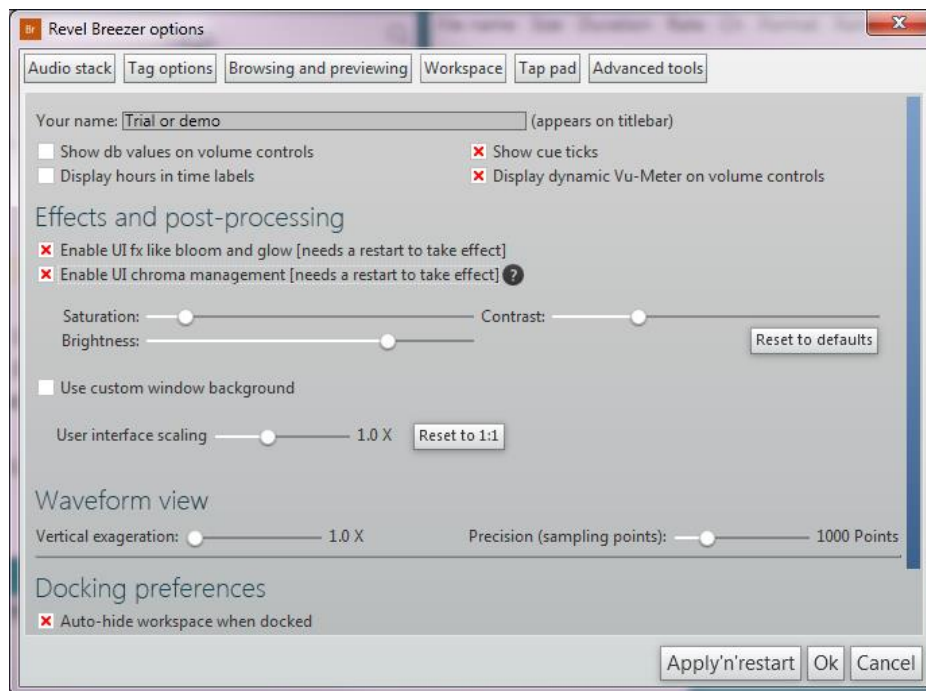 Br Revel Breezer options
Audio stack Tag options Browsing and previewing Workspace Tap pad Advanced tools
Your name: Trial or demo (appears on titlebar)
Show db values on volume controls Show cue ticks
Display hours in time labels Display dynamic Vu-Meter on volume controls
Effects and post-processing
Enable UI fx like bloom and glow [needs a restart to take effect]
Enable UI chroma management [needs a restart to take effect] ?
Saturation: Contrast:
Brightness: Reset to defaults
Use custom window background
User interface scaling 1.0 X Reset to 1:1
Waveform view
Vertical exageration: 1.0 X Precision (sampling points): 1000 Points
Docking preferences
Auto-hide workspace when docked
Apply'n'restart Ok Cancel